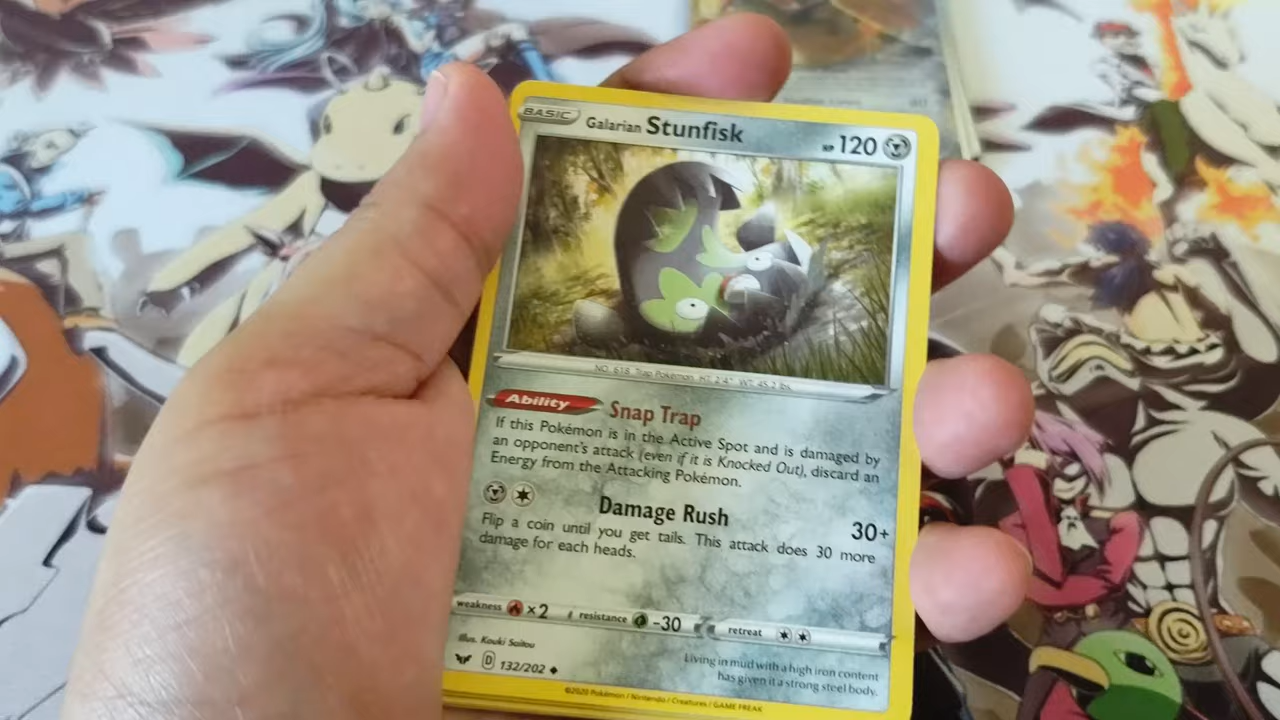 BASIC Galarian Stunfisk HP 120
NO. 618 Trap Pokémon HT: 2'4" WT: 45.2 lbs.
Ability Snap Trap
If this Pokémon is in the Active Spot and is damaged by
an opponent's attack (even if it is Knocked Out), discard an
Energy from the Attacking Pokémon.
Damage Rush 30+
Flip a coin until you get tails. This attack does 30 more
damage for each heads.
weakness ×2 resistance -30 retreat
Illus. Kouki Saitou
D 132/202
Living in mud with a high iron content
has given it a strong steel body.
©2020 Pokémon / Nintendo / Creatures / GAME FREAK